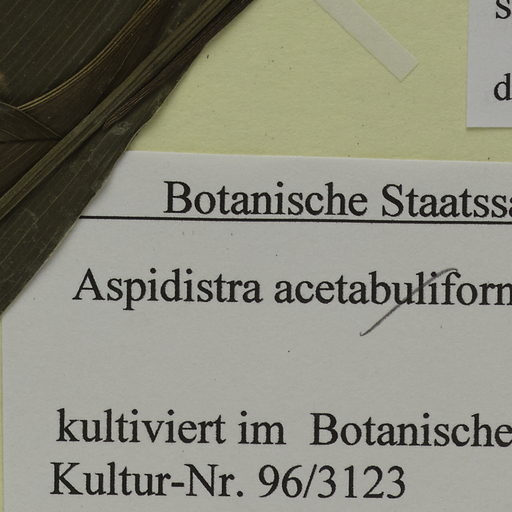 s
d
Botanische Staatss
Aspidistra acetabuliform
kultiviert im Botanische
Kultur-Nr. 96/3123